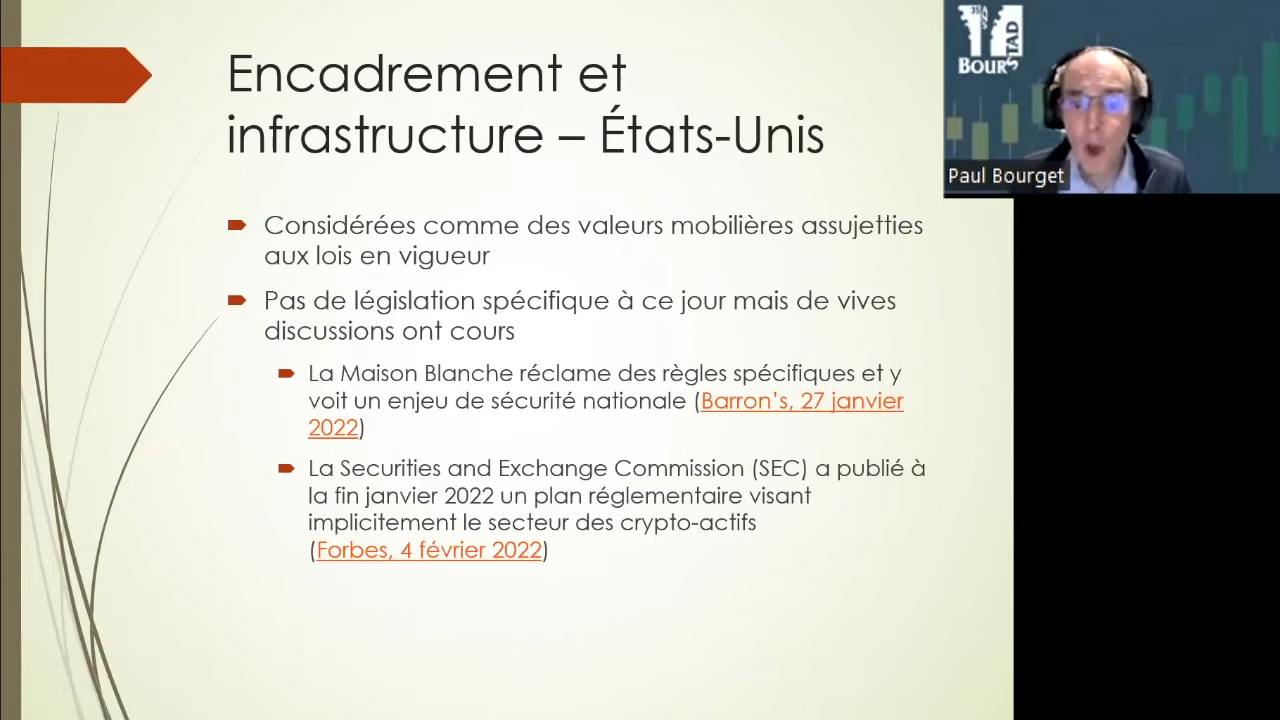 Encadrement et
infrastructure – États-Unis
Considérées comme des valeurs mobilières assujetties
aux lois en vigueur
Pas de législation spécifique à ce jour mais de vives
discussions ont cours
La Maison Blanche réclame des règles spécifiques et y
voit un enjeu de sécurité nationale (Barron’s, 27 janvier
2022)
La Securities and Exchange Commission (SEC) a publié à
la fin janvier 2022 un plan réglementaire visant
implicitement le secteur des crypto-actifs
(Forbes, 4 février 2022)
35 ANS
BOURSTAD
Paul Bourget